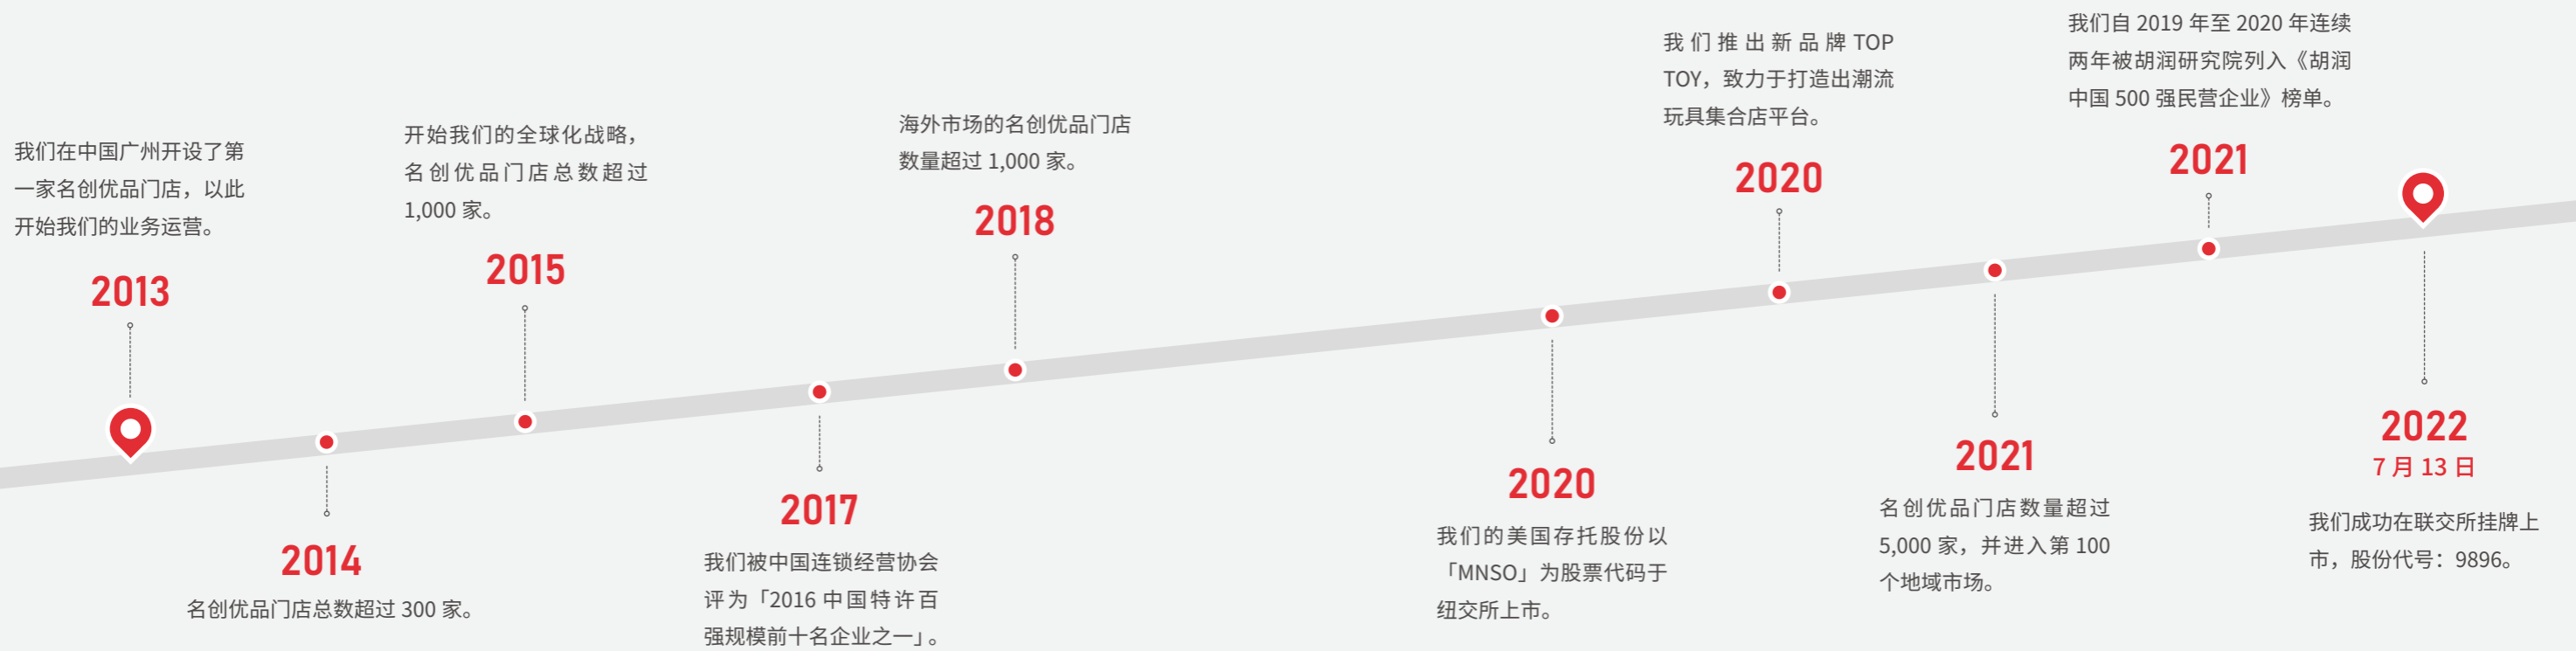 我们在中国广州开设了第
一家名创优品门店，以此
开始我们的业务运营。
2013
2014
名创优品门店总数超过 300 家。
开始我们的全球化战略，
名创优品门店总数超过
1,000 家。
2015
2017
我们被中国连锁经营协会
评为「2016 中国特许百
强规模前十名企业之一」。
海外市场的名创优品门店
数量超过 1,000 家。
2018
2020
我们的美国存托股份以
「MNSO」为股票代码于
纽交所上市。
我们推出新品牌 TOP
TOY，致力于打造出潮流
玩具集合店平台。
2020
2021
名创优品门店数量超过
5,000 家，并进入第 100
个地域市场。
我们自 2019 年至 2020 年连续
两年被胡润研究院列入《胡润
中国 500 强民营企业》榜单。
2021
2022
7 月 13 日
我们成功在联交所挂牌上
市，股份代号：9896。